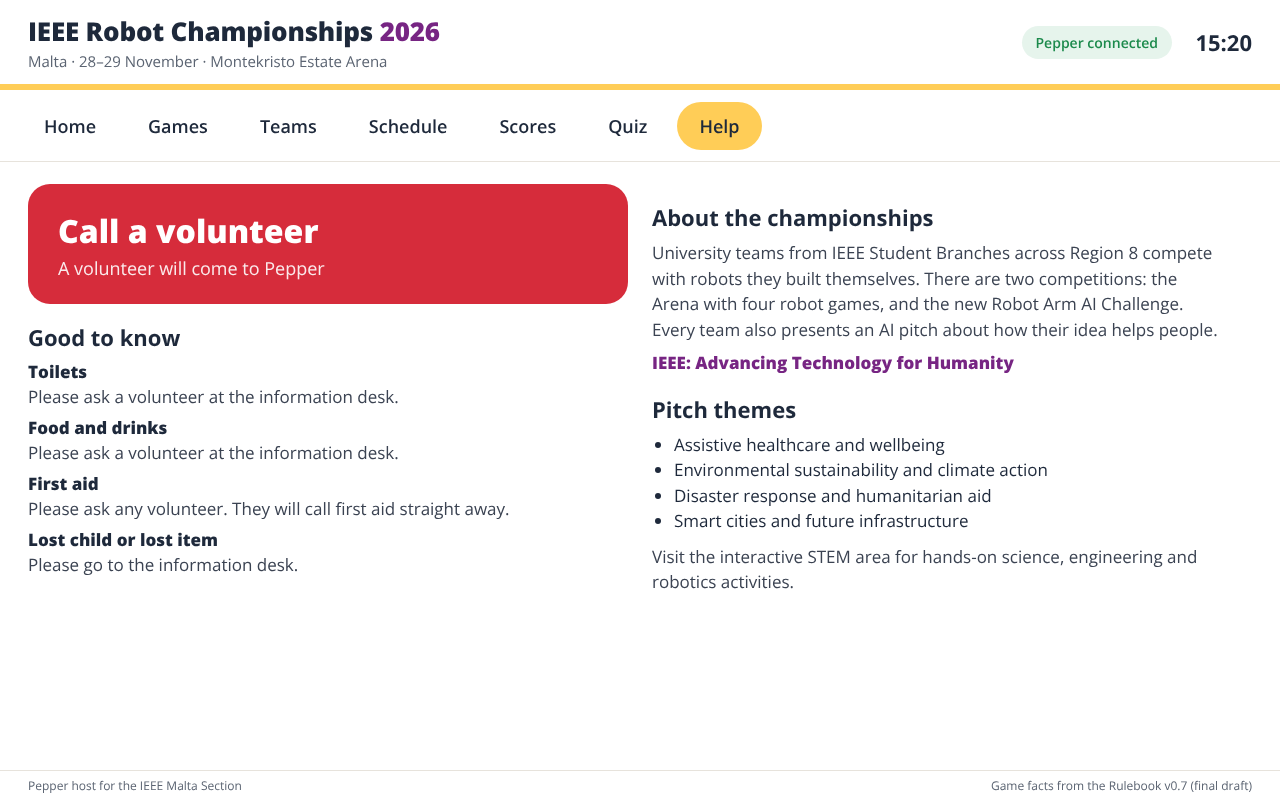 IEEE Robot Championships 2026
Malta · 28–29 November · Montekristo Estate Arena
Pepper connected
15:20
Home
Games
Teams
Schedule
Scores
Quiz
Help
Call a volunteer
A volunteer will come to Pepper
Good to know
Toilets
Please ask a volunteer at the information desk.
Food and drinks
Please ask a volunteer at the information desk.
First aid
Please ask any volunteer. They will call first aid straight away.
Lost child or lost item
Please go to the information desk.
About the championships
University teams from IEEE Student Branches across Region 8 compete
with robots they built themselves. There are two competitions: the
Arena with four robot games, and the new Robot Arm AI Challenge.
Every team also presents an AI pitch about how their idea helps people.
IEEE: Advancing Technology for Humanity
Pitch themes
• Assistive healthcare and wellbeing
• Environmental sustainability and climate action
• Disaster response and humanitarian aid
• Smart cities and future infrastructure
Visit the interactive STEM area for hands-on science, engineering and
robotics activities.
Pepper host for the IEEE Malta Section
Game facts from the Rulebook v0.7 (final draft)